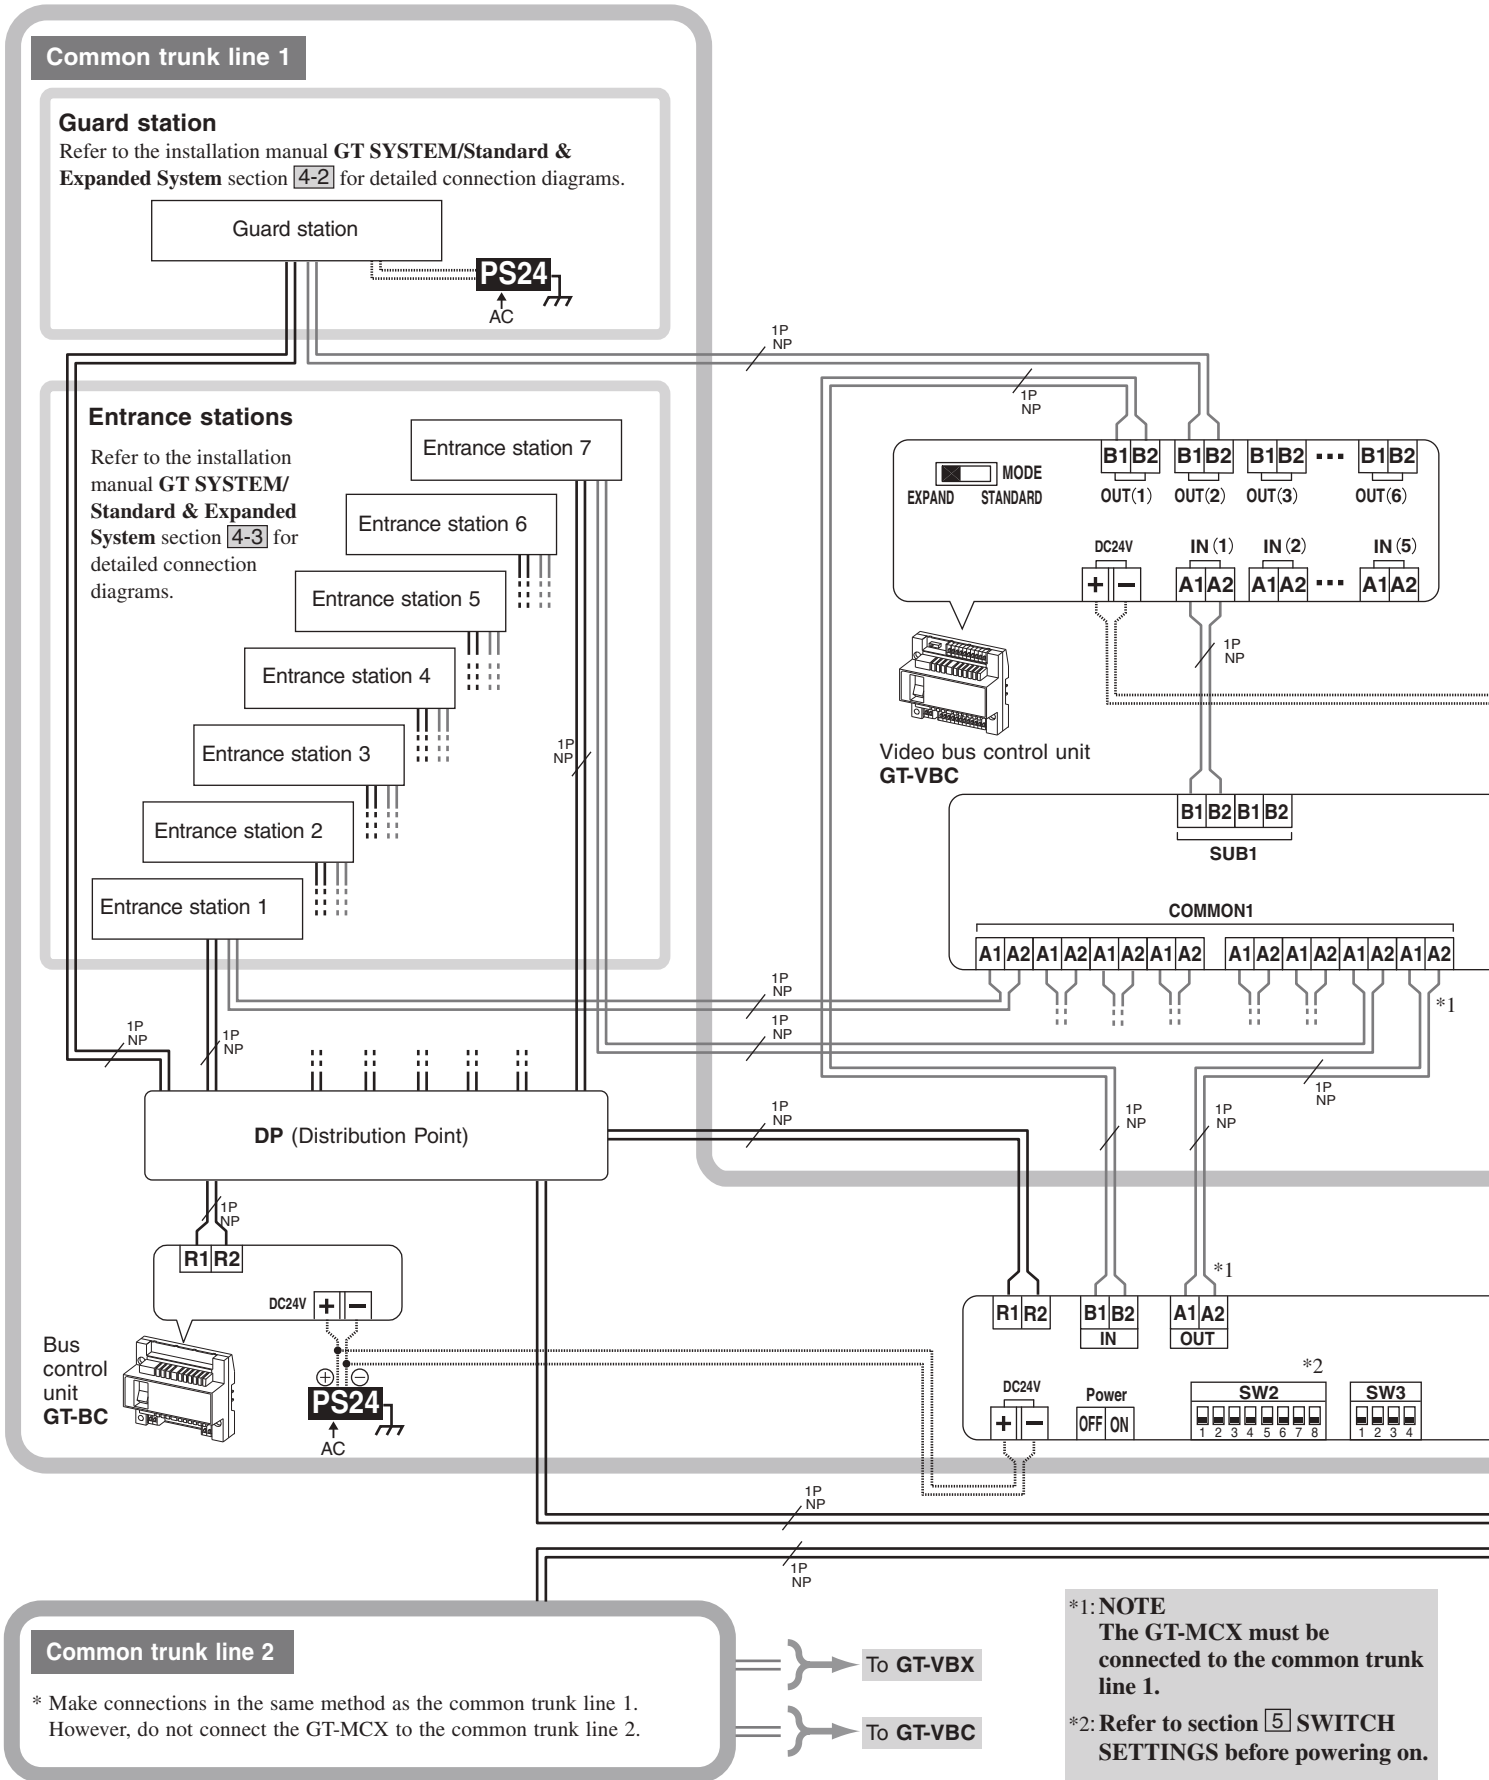 Common trunk line 1
Guard station
Refer to the installation manual GT SYSTEM/Standard &
Expanded System section 4-2 for detailed connection diagrams.
Guard station
PS24
AC
1P
NP
1P
NP
Entrance stations
Refer to the installation
manual GT SYSTEM/
Standard & Expanded
System section 4-3 for
detailed connection
diagrams.
Entrance station 7
Entrance station 6
Entrance station 5
Entrance station 4
Entrance station 3
Entrance station 2
Entrance station 1
1P
NP
B1 B2 B1 B2 B1 B2 ··· B1 B2
OUT(1) OUT(2) OUT(3) OUT(6)
MODE
EXPAND STANDARD
DC24V
+ −
IN(1) IN(2) IN(5)
A1 A2 A1 A2 ··· A1 A2
1P
NP
Video bus control unit
GT-VBC
B1 B2 B1 B2
SUB1
COMMON1
A1 A2 A1 A2 A1 A2 A1 A2 A1 A2 A1 A2 A1 A2 A1 A2
*1
1P
NP
1P
NP
1P
NP
1P
NP
1P
NP
1P
NP
1P
NP
1P
NP
DP (Distribution Point)
1P
NP
R1 R2
DC24V + −
Bus
control
unit
GT-BC
+ −
PS24
AC
*1
R1 R2 B1 B2 A1 A2
IN OUT
*2
DC24V
+ −
Power
OFF ON
SW2
1 2 3 4 5 6 7 8
SW3
1 2 3 4
1P
NP
1P
NP
Common trunk line 2
* Make connections in the same method as the common trunk line 1.
However, do not connect the GT-MCX to the common trunk line 2.
To GT-VBX
To GT-VBC
*1: NOTE
The GT-MCX must be
connected to the common trunk
line 1.
*2: Refer to section 5 SWITCH
SETTINGS before powering on.